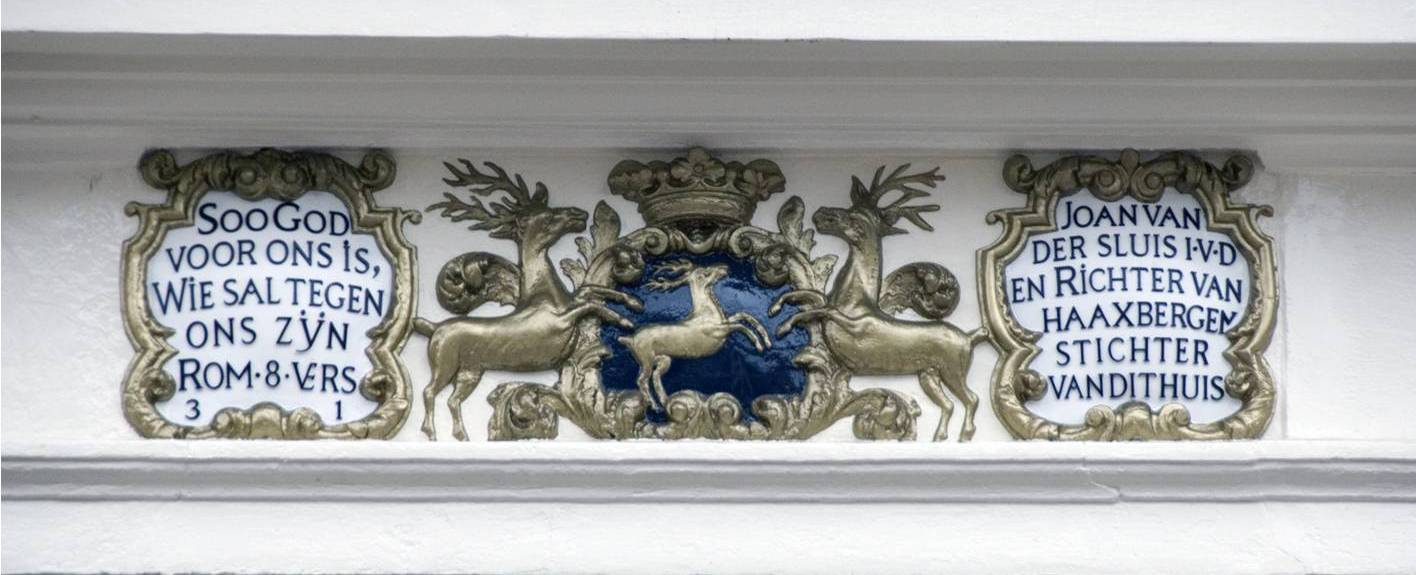 SOO GOD
VOOR ONS IS,
WIE SAL TEGEN
ONS ZŸN
ROM·8·VERS
3 1
JOAN VAN
DER SLUIS I·V·D
EN RICHTER VAN
HAAXBERGEN
STICHTER
VAN DIT HUIS